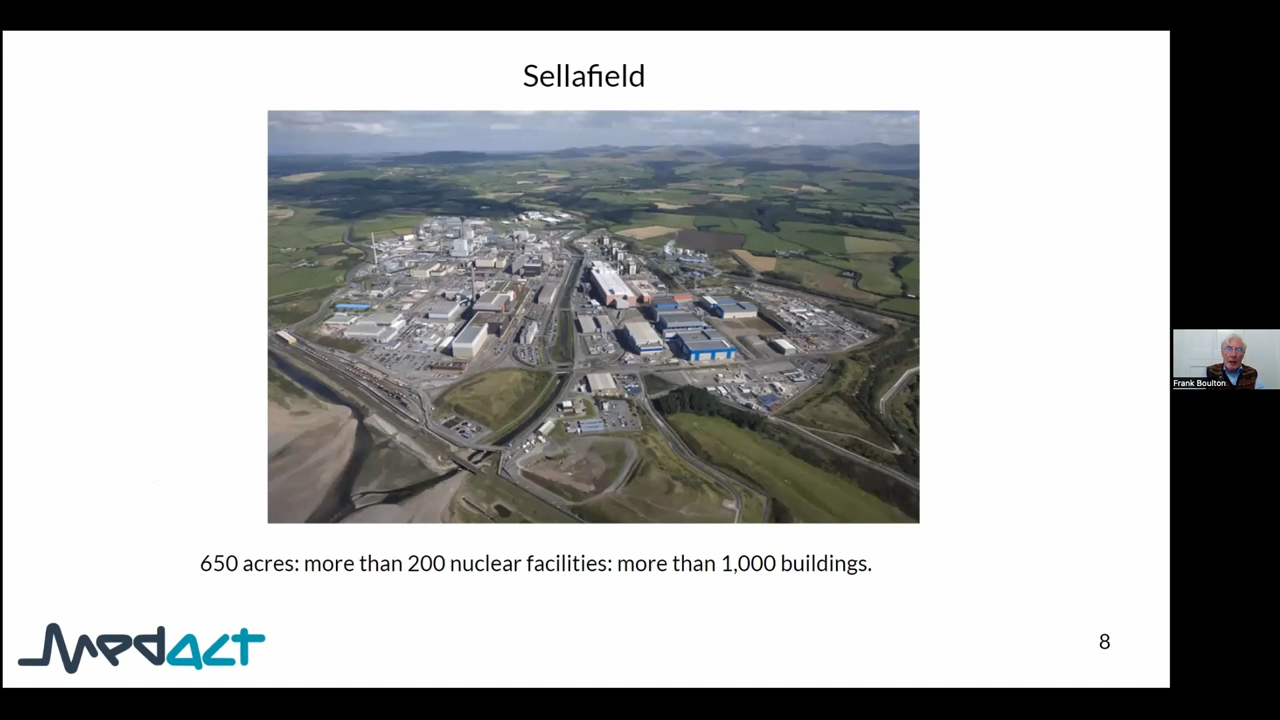 Sellafield
Frank Boulton
650 acres: more than 200 nuclear facilities: more than 1,000 buildings.
Medact
8